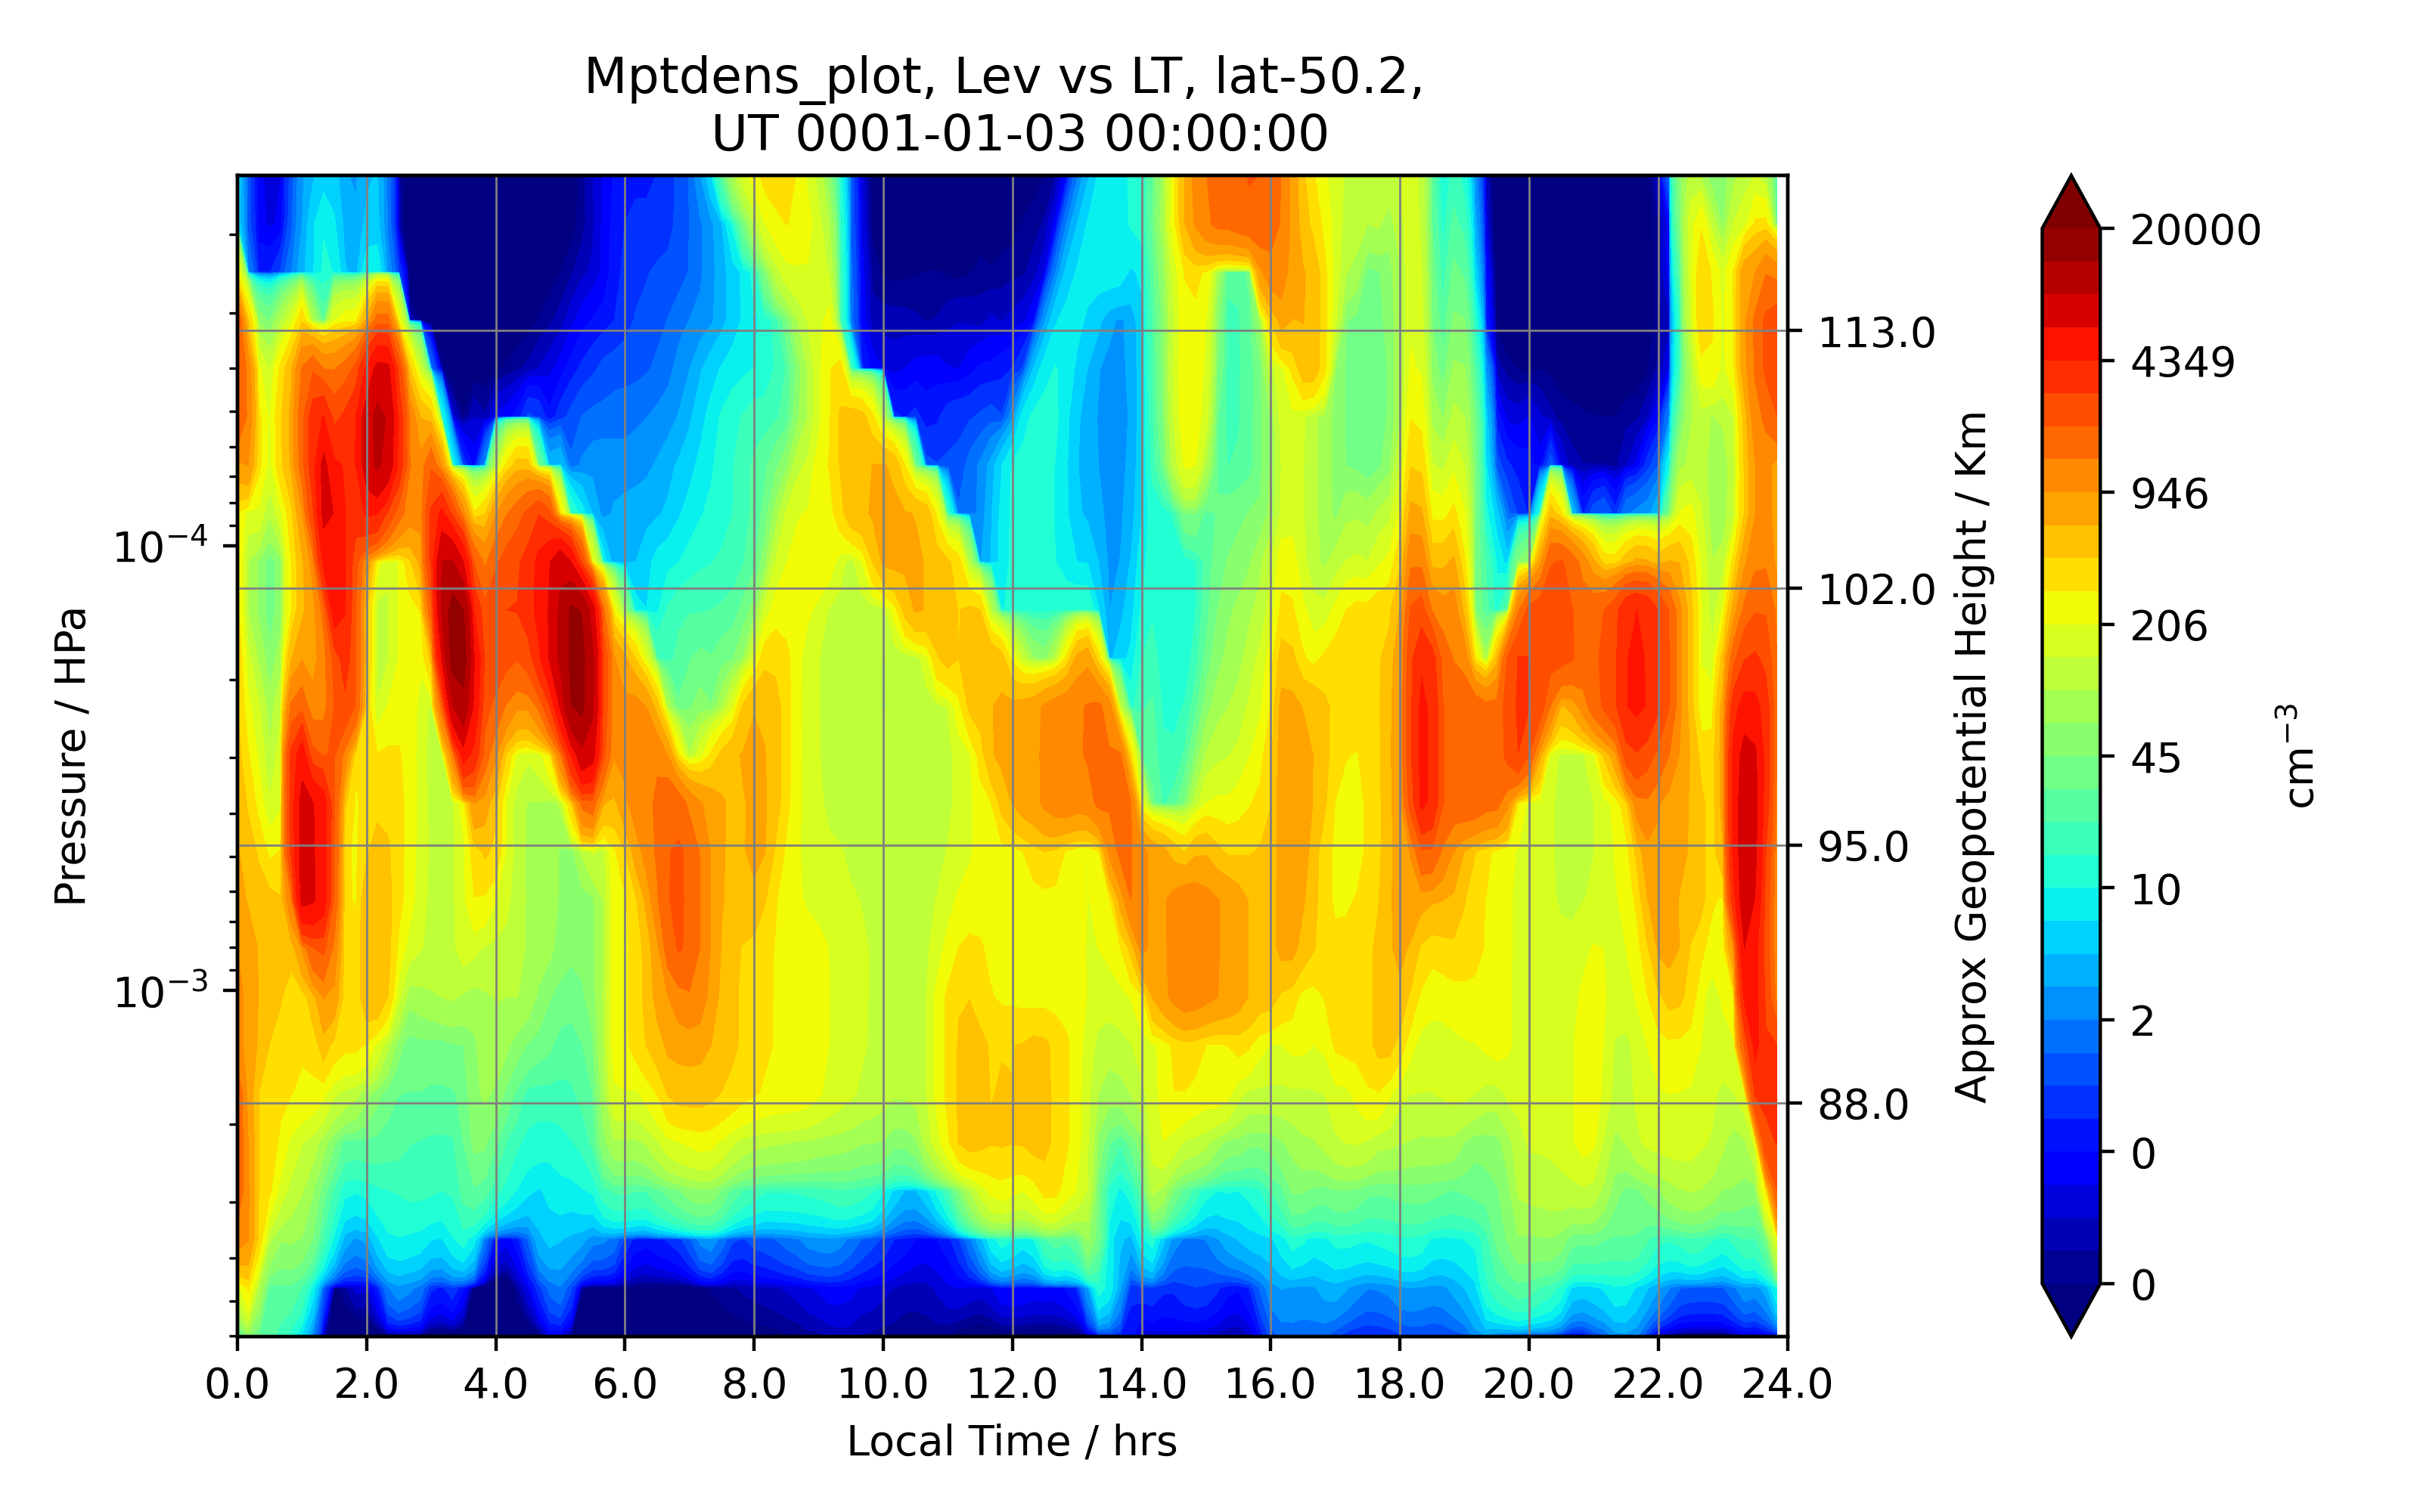 Mptdens_plot, Lev vs LT, lat-50.2,
UT 0001-01-03 00:00:00
Pressure / HPa
10⁻⁴
10⁻³
0.0 2.0 4.0 6.0 8.0 10.0 12.0 14.0 16.0 18.0 20.0 22.0 24.0
Local Time / hrs
113.0
102.0
95.0
88.0
Approx Geopotential Height / Km
20000
4349
946
206
45
10
2
0
0
cm⁻³